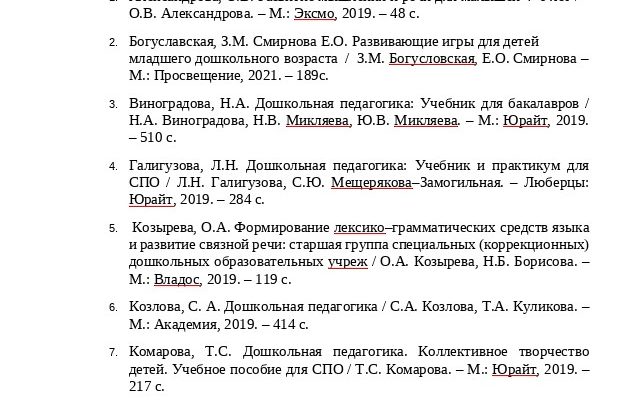 О.В. Александрова. – М.: Эксмо, 2019. – 48 с.
2. Богуславская, З.М. Смирнова Е.О. Развивающие игры для детей
младшего дошкольного возраста / З.М. Богусловская, Е.О. Смирнова –
М.: Просвещение, 2021. – 189с.
3. Виноградова, Н.А. Дошкольная педагогика: Учебник для бакалавров /
Н.А. Виноградова, Н.В. Микляева, Ю.В. Микляева. – М.: Юрайт, 2019.
– 510 с.
4. Галигузова, Л.Н. Дошкольная педагогика: Учебник и практикум для
СПО / Л.Н. Галигузова, С.Ю. Мещерякова–Замогильная. – Люберцы:
Юрайт, 2019. – 284 с.
5. Козырева, О.А. Формирование лексико–грамматических средств языка
и развитие связной речи: старшая группа специальных (коррекционных)
дошкольных образовательных учреж / О.А. Козырева, Н.Б. Борисова. –
М.: Владос, 2019. – 119 с.
6. Козлова, С. А. Дошкольная педагогика / С.А. Козлова, Т.А. Куликова. –
М.: Академия, 2019. – 414 с.
7. Комарова, Т.С. Дошкольная педагогика. Коллективное творчество
детей. Учебное пособие для СПО / Т.С. Комарова. – М.: Юрайт, 2019. –
217 с.